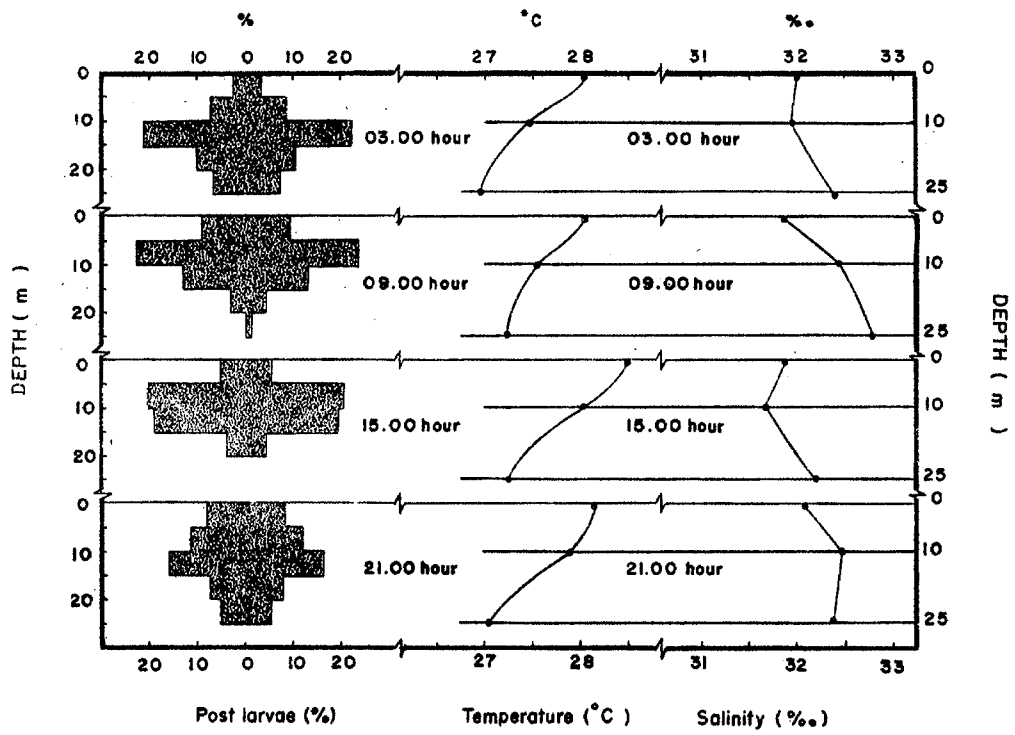 % °C ‰
20 10 0 10 20 27 28 31 32 33
0 0
10 03.00 hour 03.00 hour 10
20 25
0 0
10 09.00 hour 09.00 hour 10
20 25
0 0
10 15.00 hour 15.00 hour 10
20 25
0 0
10 21.00 hour 21.00 hour 10
20 25
20 10 0 10 20 27 28 31 32 33
Post larvae (%) Temperature (°C) Salinity (‰)
DEPTH ( m )
DEPTH ( m )